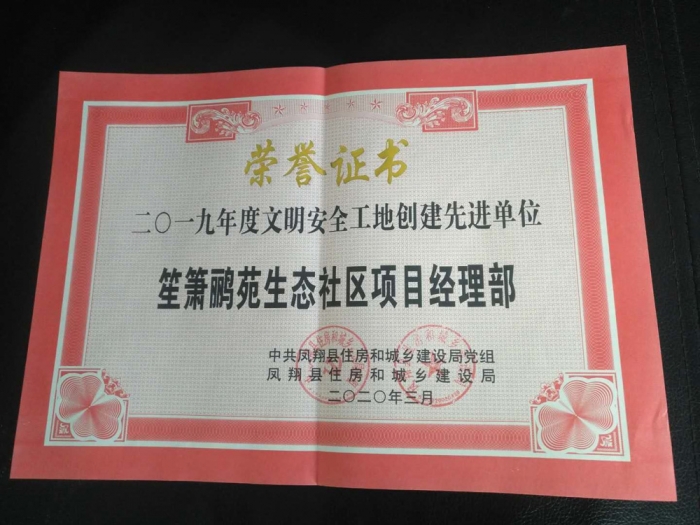 荣誉证书
二〇一九年度文明安全工地创建先进单位
笙箫鹂苑生态社区项目经理部
中共凤翔县住房和城乡建设局党组
凤翔县住房和城乡建设局
二〇二〇年三月